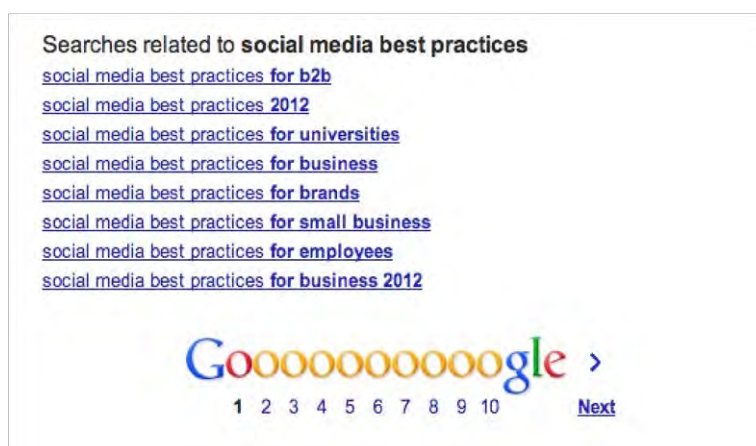 Searches related to social media best practices
social media best practices for b2b
social media best practices 2012
social media best practices for universities
social media best practices for business
social media best practices for brands
social media best practices for small business
social media best practices for employees
social media best practices for business 2012
Goooooooooogle >
1 2 3 4 5 6 7 8 9 10 Next